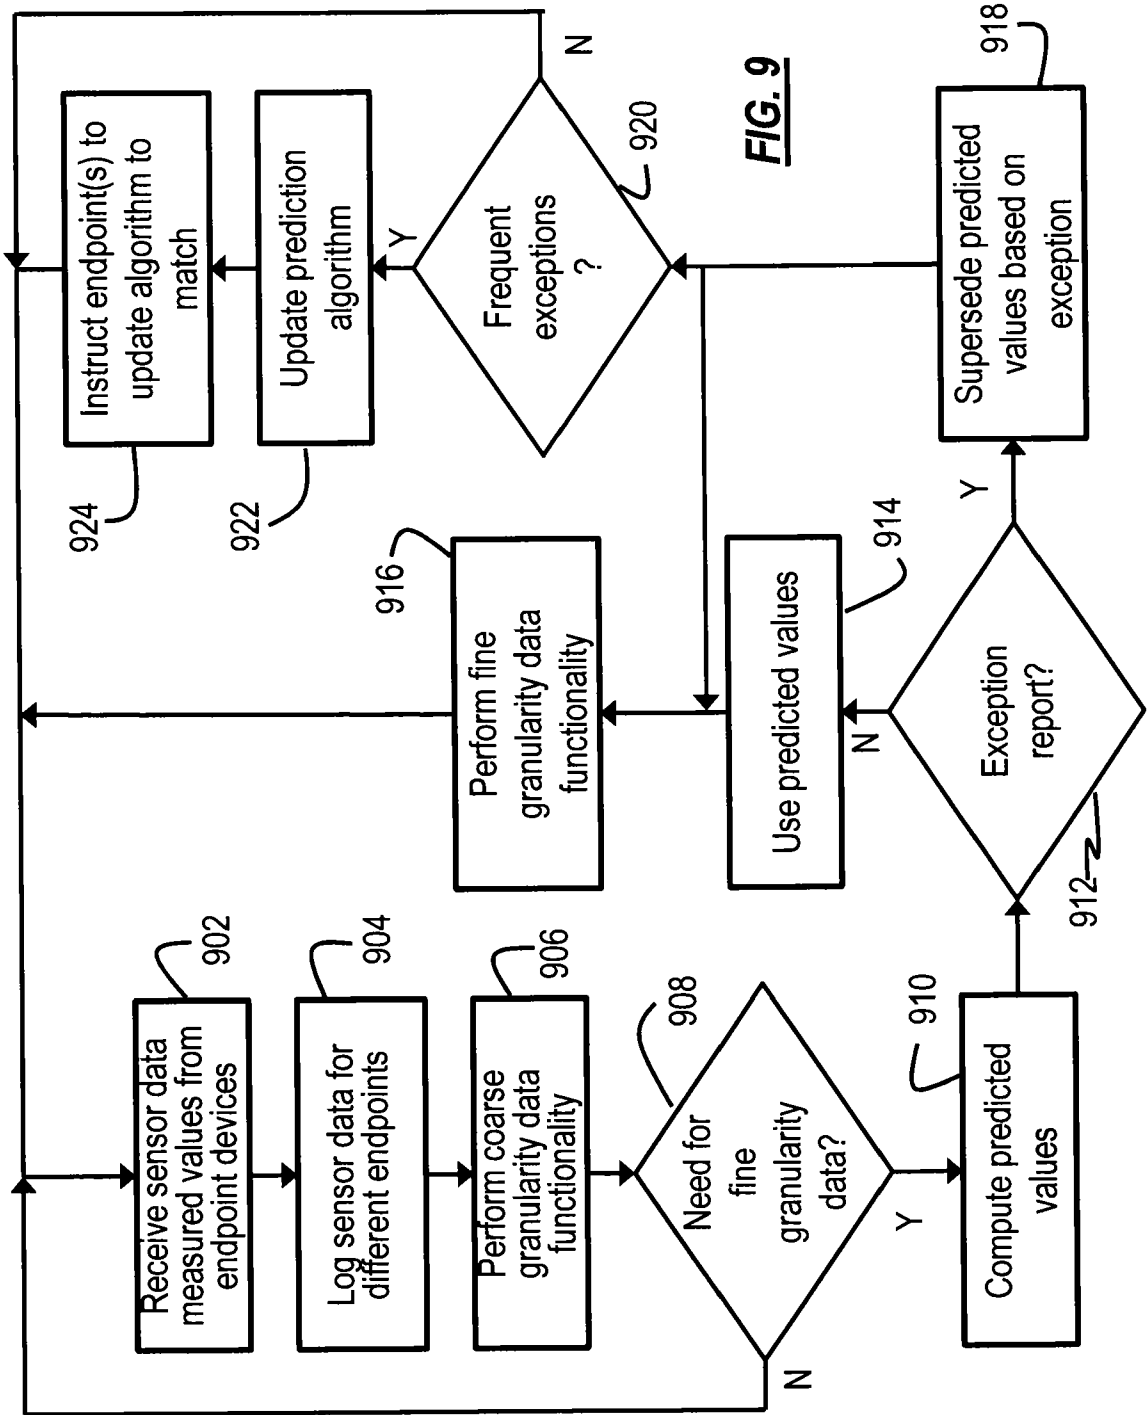 902
Receive sensor data
measured values from
endpoint devices
904
Log sensor data for
different endpoints
906
Perform coarse
granularity data
functionality
908
Need for
fine
granularity
data?
N
Y
910
Compute predicted
values
912
Exception
report?
N
Y
914
Use predicted values
916
Perform fine
granularity data
functionality
918
Supersede predicted
values based on
exception
920
Frequent
exceptions
?
Y
N
922
Update prediction
algorithm
924
Instruct endpoint(s) to
update algorithm to
match
FIG. 9